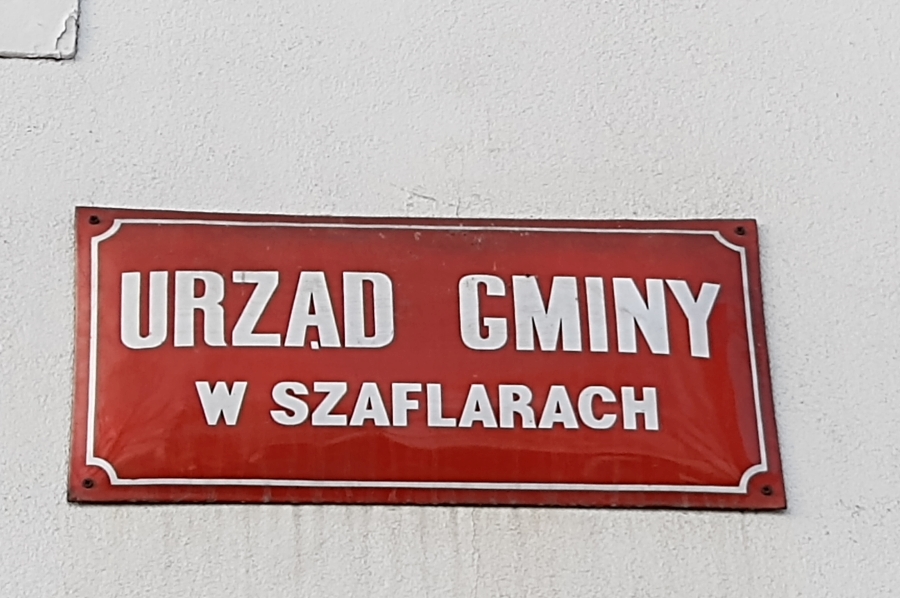 URZĄD GMINY
W SZAFLARACH